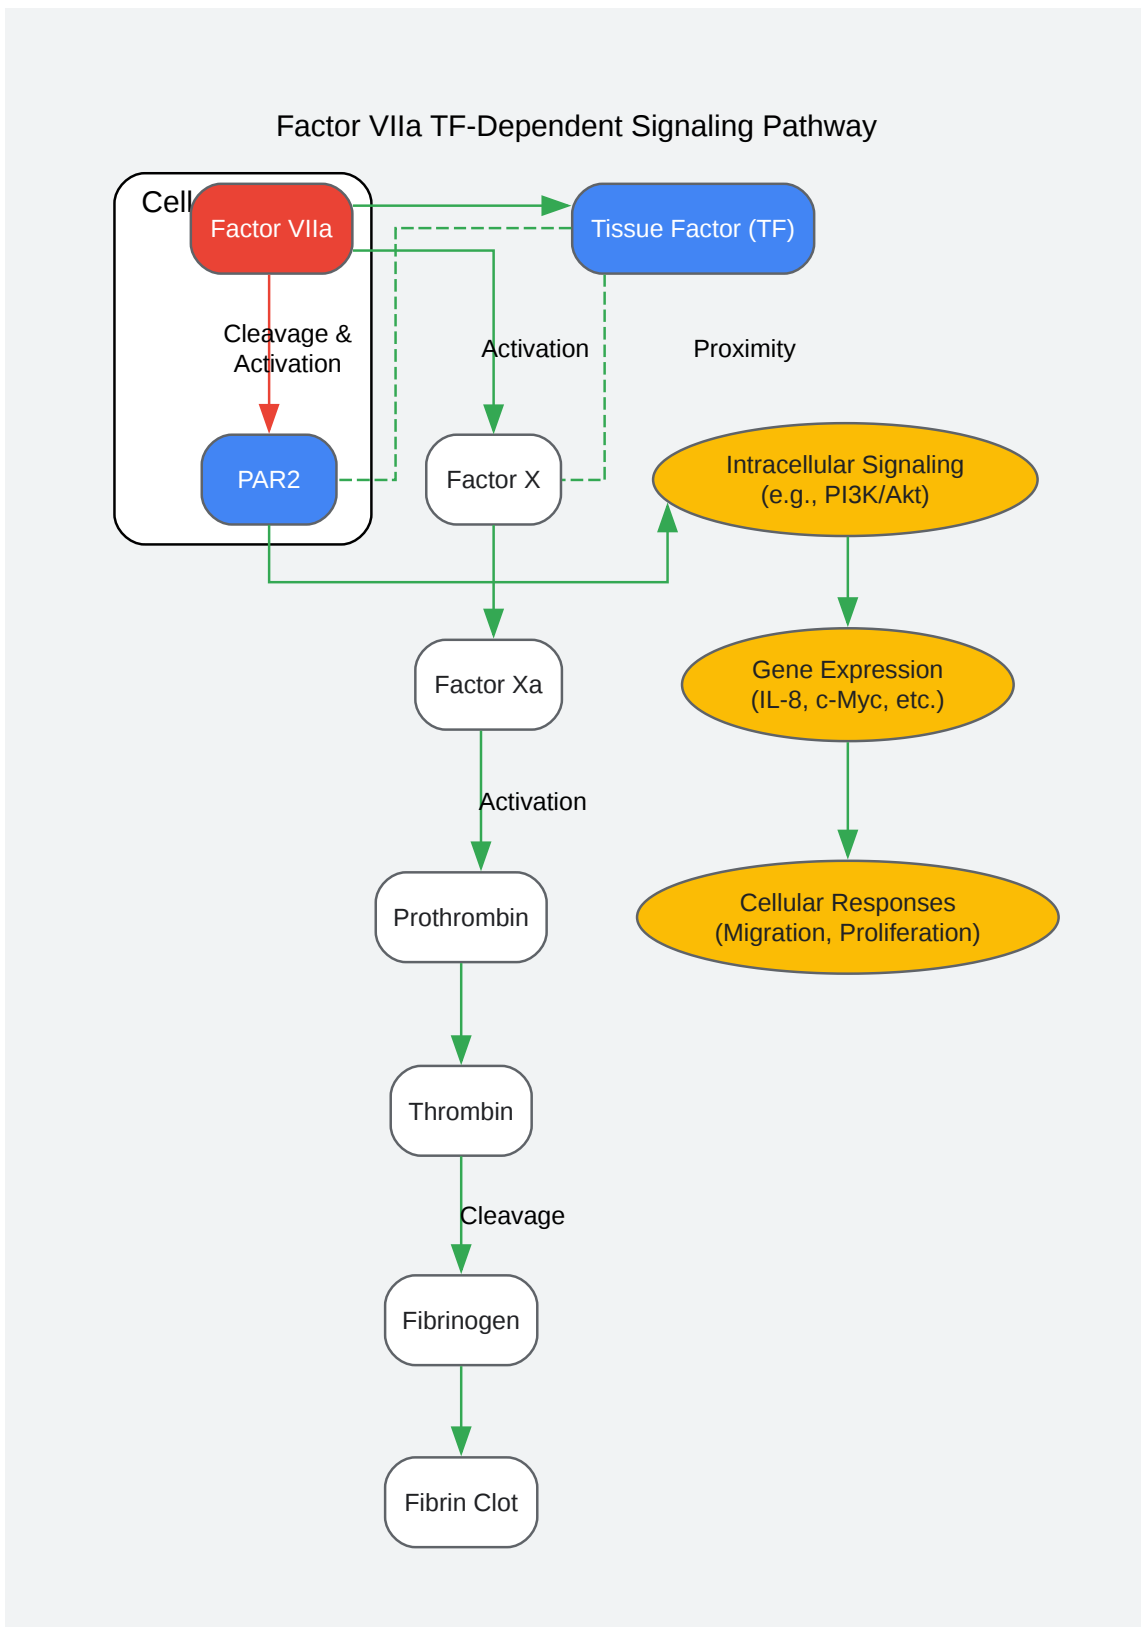 Factor VIIa TF-Dependent Signaling Pathway
Cell
Factor VIIa
Tissue Factor (TF)
Cleavage &
Activation
Activation
Proximity
PAR2
Factor X
Intracellular Signaling
(e.g., PI3K/Akt)
Factor Xa
Gene Expression
(IL-8, c-Myc, etc.)
Activation
Prothrombin
Cellular Responses
(Migration, Proliferation)
Thrombin
Cleavage
Fibrinogen
Fibrin Clot